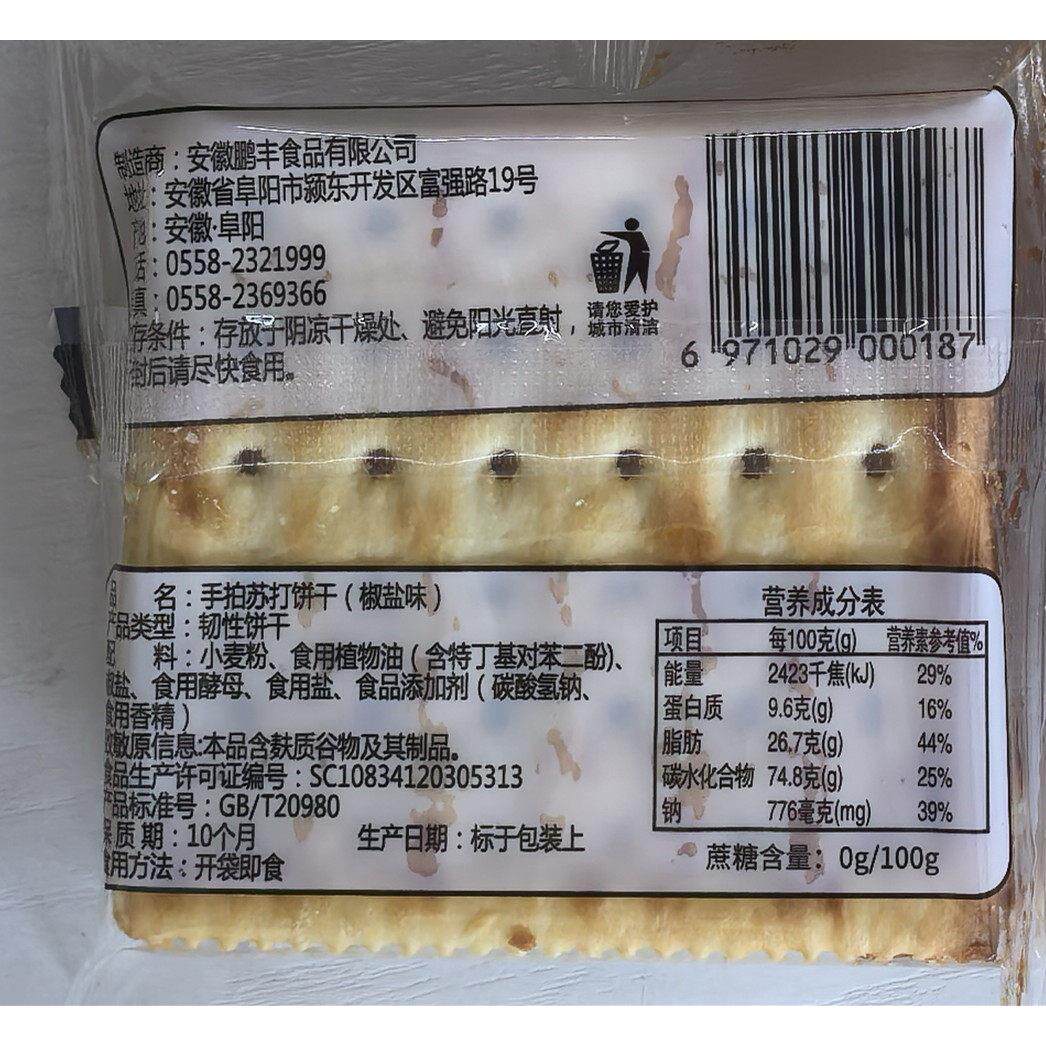 制造商：安徽鹏丰食品有限公司
地址：安徽省阜阳市颍东开发区富强路19号
：安徽·阜阳
话：0558-2321999
真：0558-2369366
存条件：存放于阴凉干燥处、避免阳光直射，
封后请尽快食用。
请您爱护
城市清洁
6 971029 000187
品 名：手拍苏打饼干（椒盐味）
产品类型：韧性饼干
配 料：小麦粉、食用植物油（含特丁基对苯二酚）、
椒盐、食用酵母、食用盐、食品添加剂（碳酸氢钠、
食用香精）
致敏原信息:本品含麸质谷物及其制品。
食品生产许可证编号：SC10834120305313
产品标准号：GB/T20980
保质期：10个月 生产日期：标于包装上
食用方法：开袋即食
营养成分表
项目 每100克(g) 营养素参考值%
能量 2423千焦(kJ) 29%
蛋白质 9.6克(g) 16%
脂肪 26.7克(g) 44%
碳水化合物 74.8克(g) 25%
钠 776毫克(mg) 39%
蔗糖含量：0g/100g